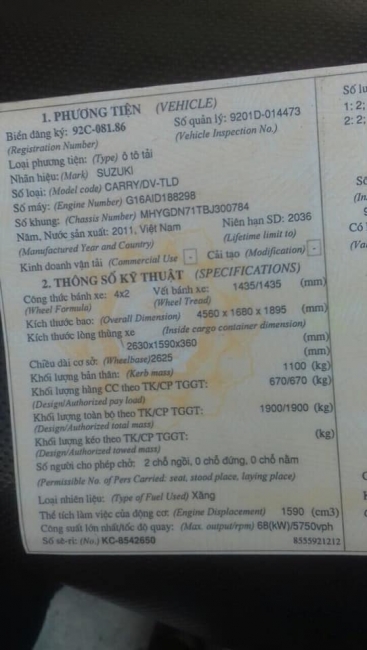 1. PHƯƠNG TIỆN (VEHICLE)
Biển đăng ký: 92C-081.86 Số quản lý: 9201D-014473
(Registration Number) (Vehicle Inspection No.)
Loại phương tiện: (Type) ô tô tải
Nhãn hiệu: (Mark) SUZUKI
Số loại: (Model code) CARRY/DV-TLD
Số máy: (Engine Number) G16AID188298
Số khung: (Chassis Number) MHYGDN71TBJ300784
Năm, Nước sản xuất: 2011, Việt Nam Niên hạn SD: 2036
(Manufactured Year and Country) (Lifetime limit to)
Kinh doanh vận tải (Commercial Use - Cải tạo (Modification) -
2. THÔNG SỐ KỸ THUẬT (SPECIFICATIONS)
Công thức bánh xe: 4x2 Vết bánh xe: 1435/1435 (mm)
(Wheel Formula) (Wheel Tread)
Kích thước bao: (Overall Dimension) 4560 x 1680 x 1895 (mm)
Kích thước lòng thùng xe (Inside cargo container dimension)
2630x1590x360 (mm)
Chiều dài cơ sở: (Wheelbase) 2625 (mm)
Khối lượng bản thân: (Kerb mass) 1100 (kg)
Khối lượng hàng CC theo TK/CP TGGT: 670/670 (kg)
(Design/Authorized pay load)
Khối lượng toàn bộ theo TK/CP TGGT: 1900/1900 (kg)
(Design/Authorized total mass)
Khối lượng kéo theo TK/CP TGGT: (kg)
(Design/Authorized towed mass)
Số người cho phép chở: 2 chỗ ngồi, 0 chỗ đứng, 0 chỗ nằm
(Permissible No. of Pers Carried: seat, stood place, laying place)
Loại nhiên liệu: (Type of Fuel Used) Xăng
Thể tích làm việc của động cơ: (Engine Displacement) 1590 (cm3)
Công suất lớn nhất/tốc độ quay: (Max. output/rpm) 68(kW)/5750vph
Số sê-ri: (No.) KC-8542650 8555921212
Số lư
1: 2;
2: 2;